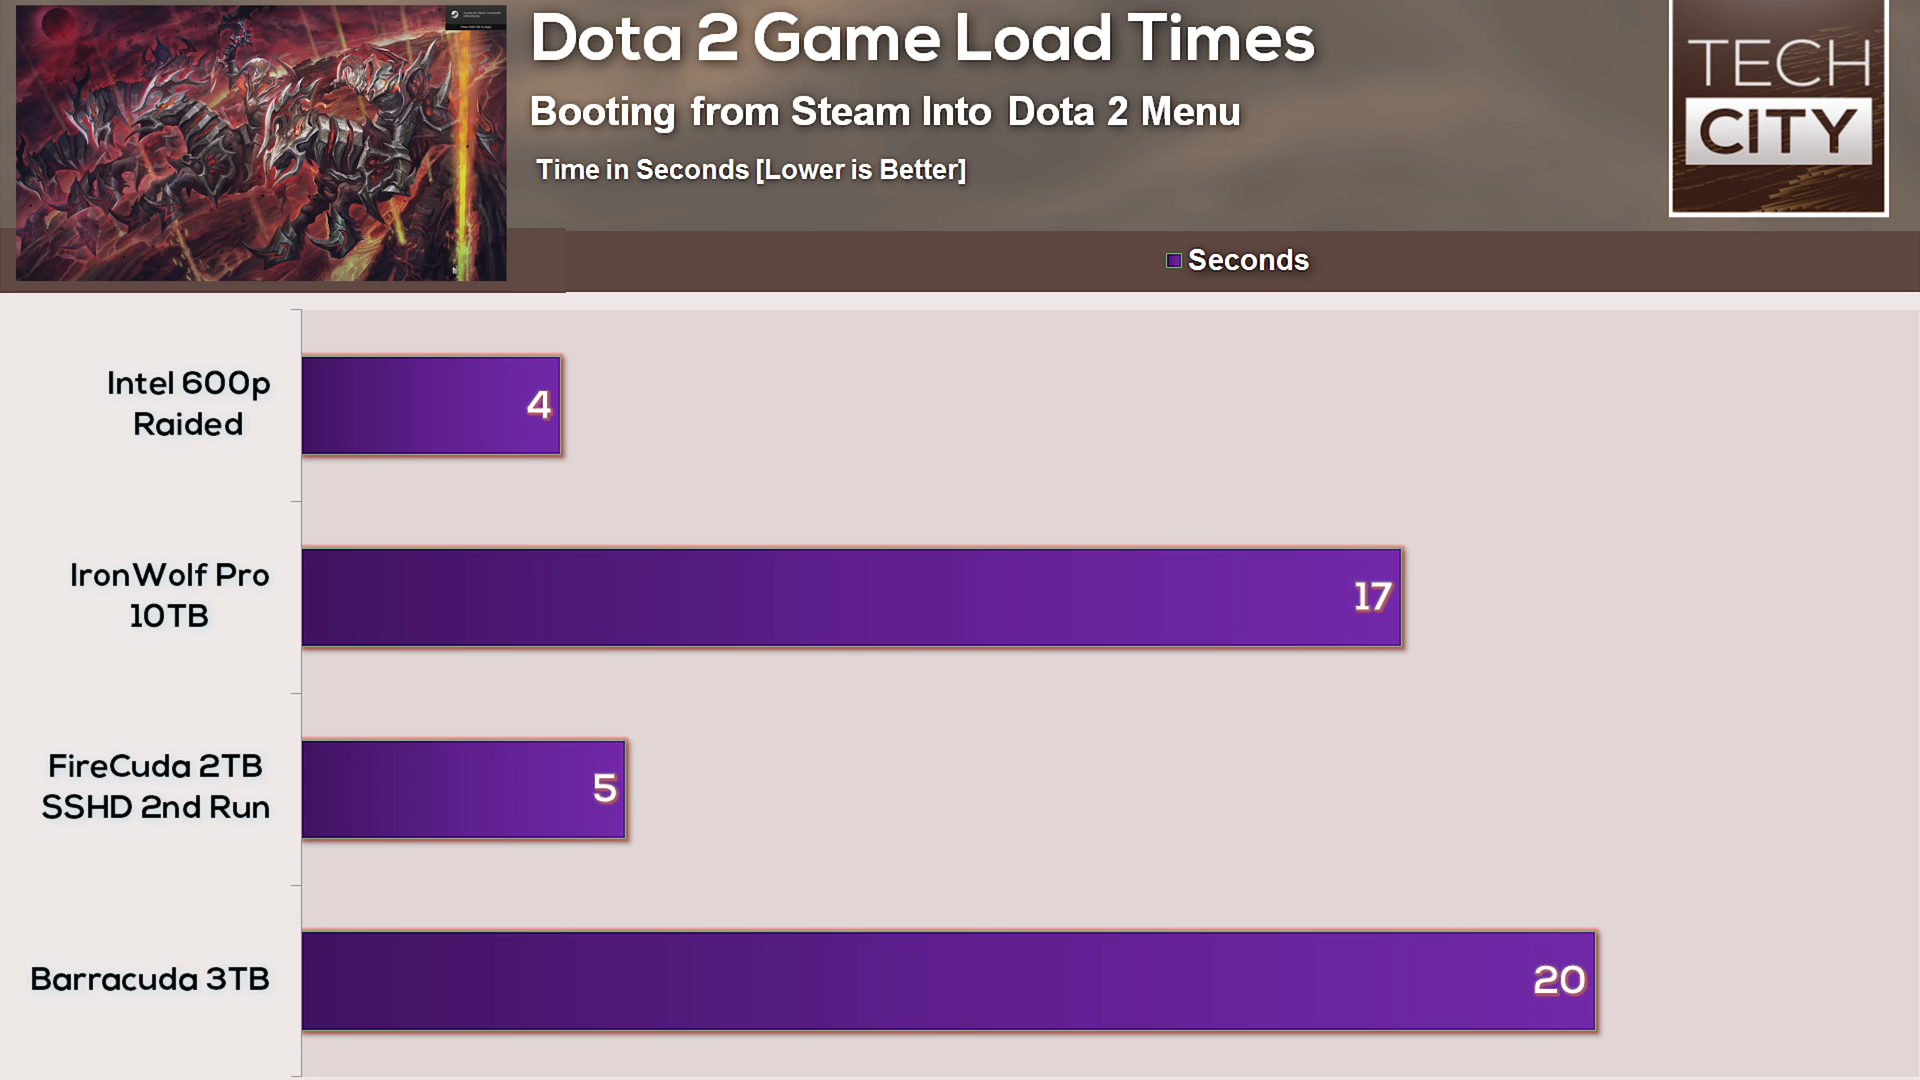 Dota 2 Game Load Times
Booting from Steam Into Dota 2 Menu
Time in Seconds [Lower is Better]
TECH
CITY
Seconds
Intel 600p
Raided
4
IronWolf Pro
10TB
17
FireCuda 2TB
SSHD 2nd Run
5
Barracuda 3TB
20